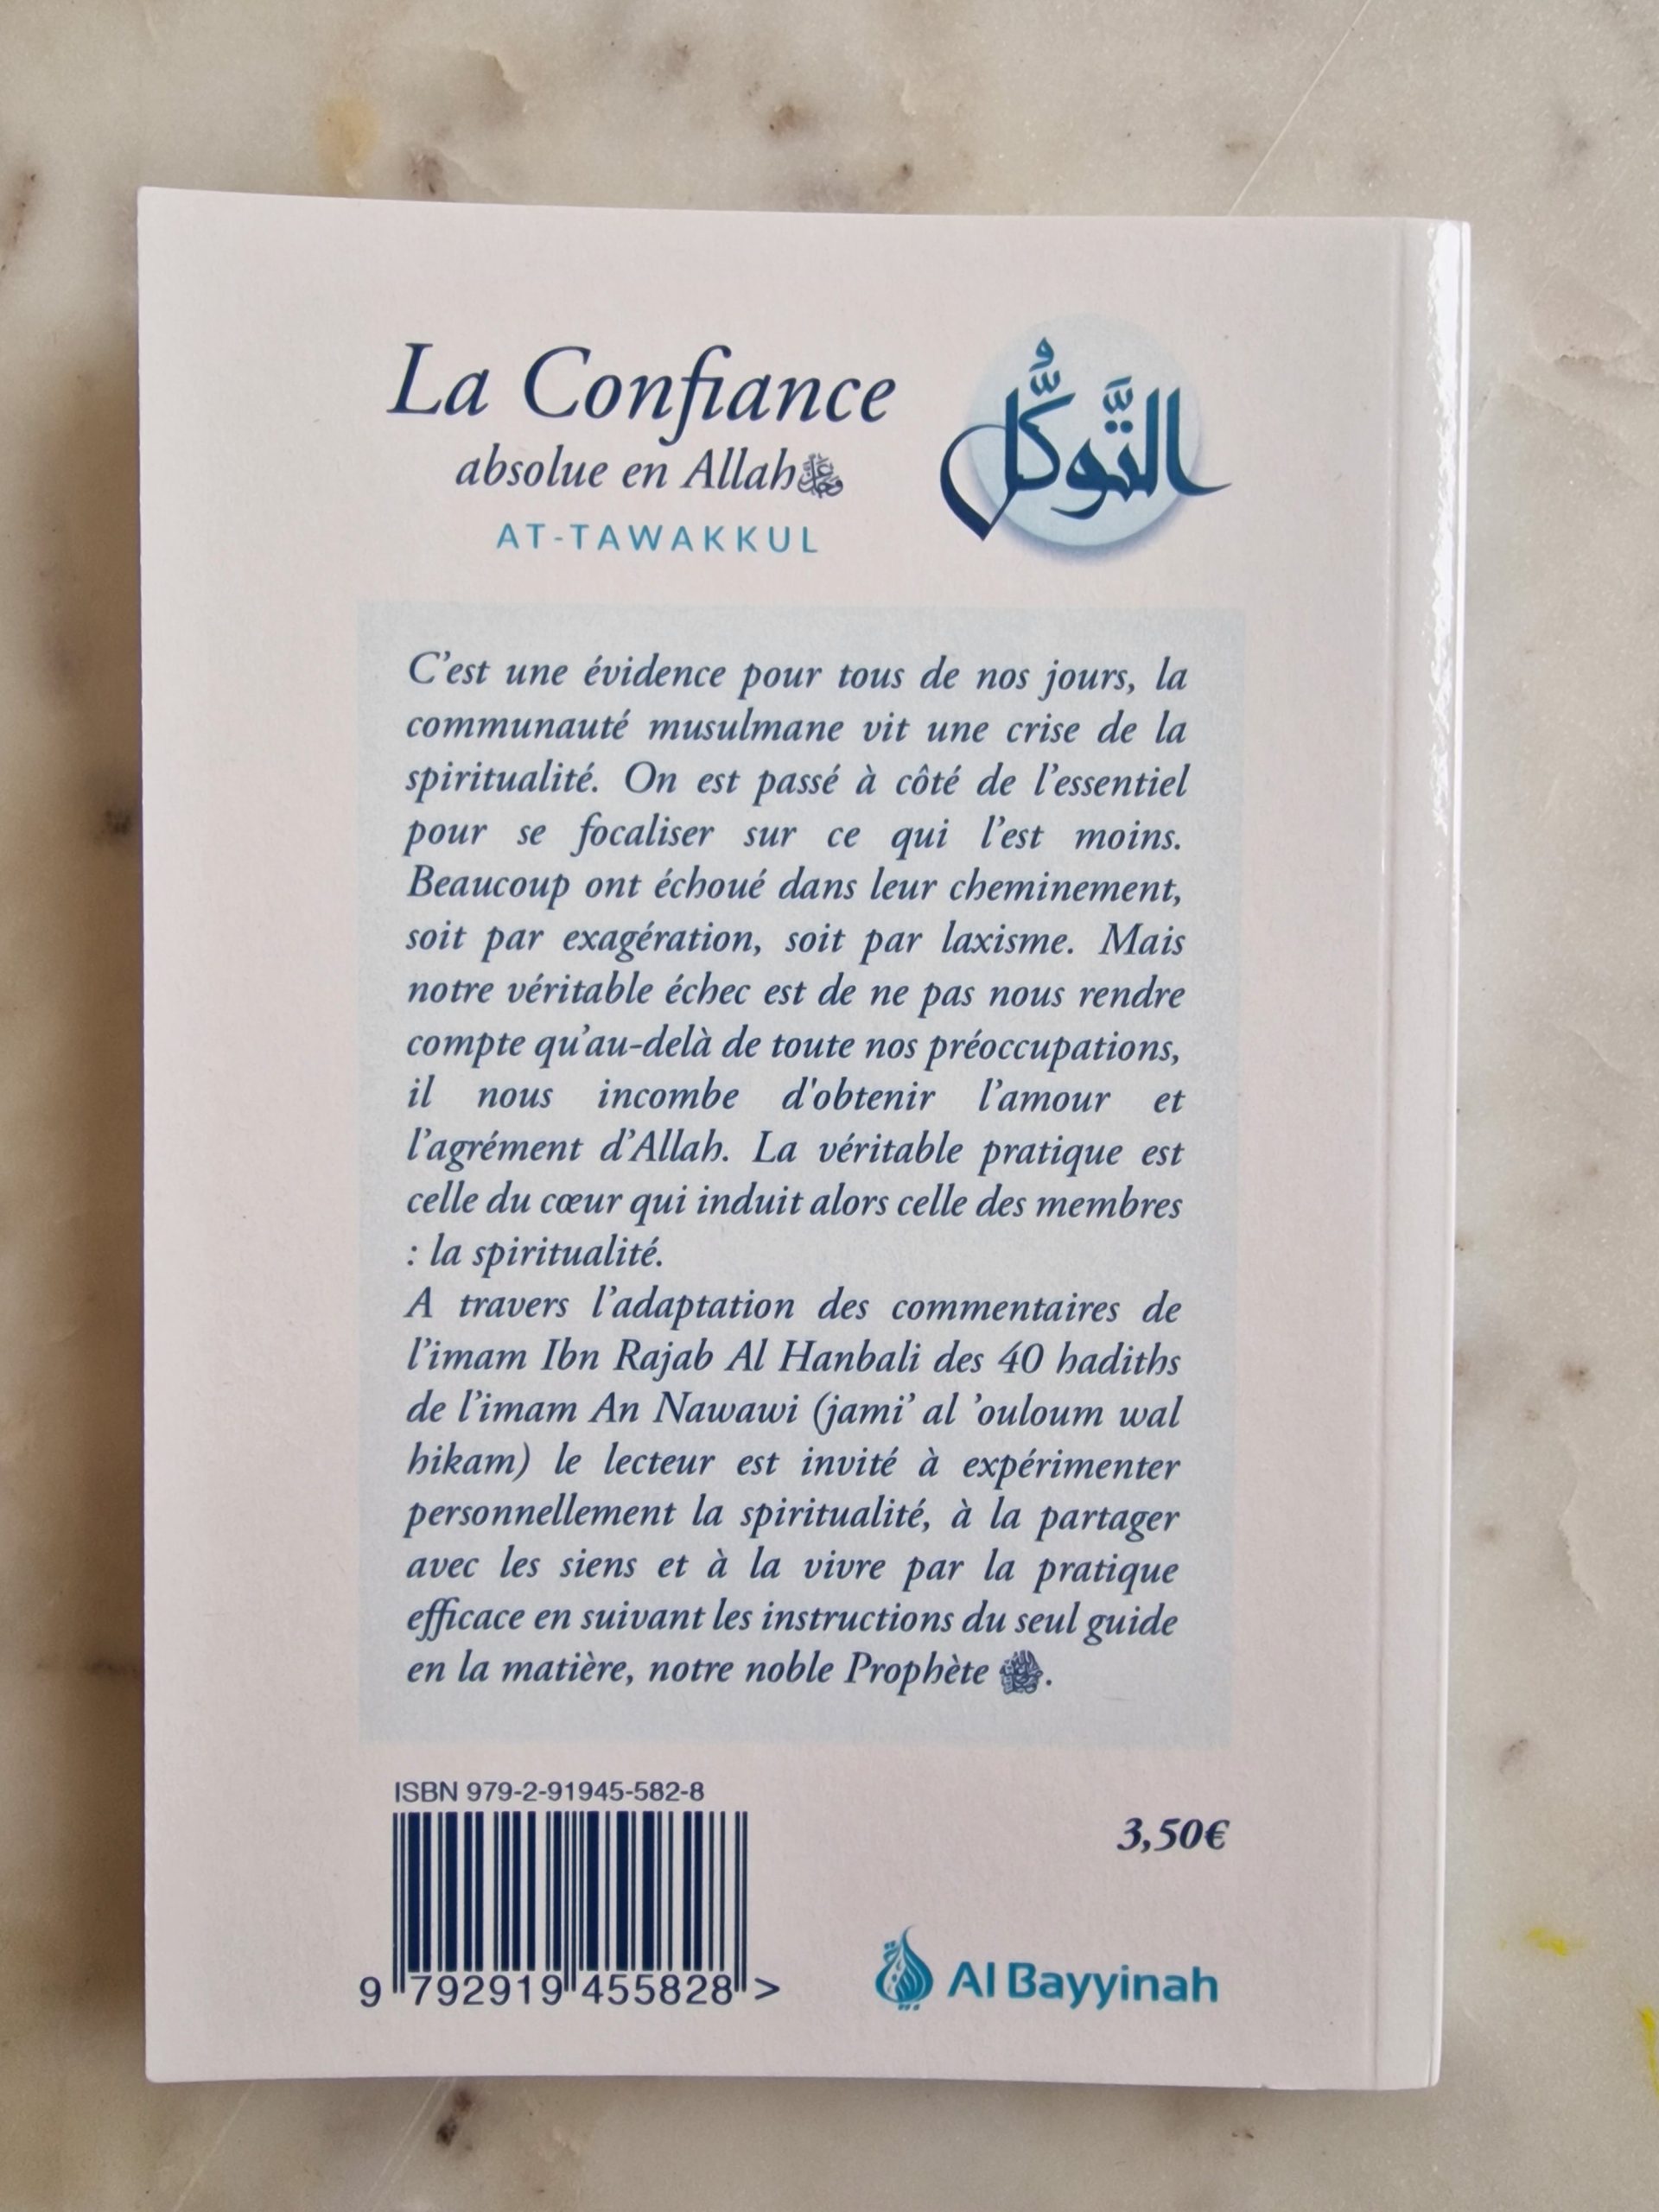 La Confiance
absolue en Allah ﷻ
AT-TAWAKKUL
التَّوَكُّلُ
C’est une évidence pour tous de nos jours, la
communauté musulmane vit une crise de la
spiritualité. On est passé à côté de l’essentiel
pour se focaliser sur ce qui l’est moins.
Beaucoup ont échoué dans leur cheminement,
soit par exagération, soit par laxisme. Mais
notre véritable échec est de ne pas nous rendre
compte qu’au-delà de toute nos préoccupations,
il nous incombe d'obtenir l’amour et
l’agrément d’Allah. La véritable pratique est
celle du cœur qui induit alors celle des membres
: la spiritualité.
A travers l’adaptation des commentaires de
l’imam Ibn Rajab Al Hanbali des 40 hadiths
de l’imam An Nawawi (jami’ al ’ouloum wal
hikam) le lecteur est invité à expérimenter
personnellement la spiritualité, à la partager
avec les siens et à la vivre par la pratique
efficace en suivant les instructions du seul guide
en la matière, notre noble Prophète ﷺ.
ISBN 979-2-91945-582-8
9 792919 455828 >
3,50€
Al Bayyinah